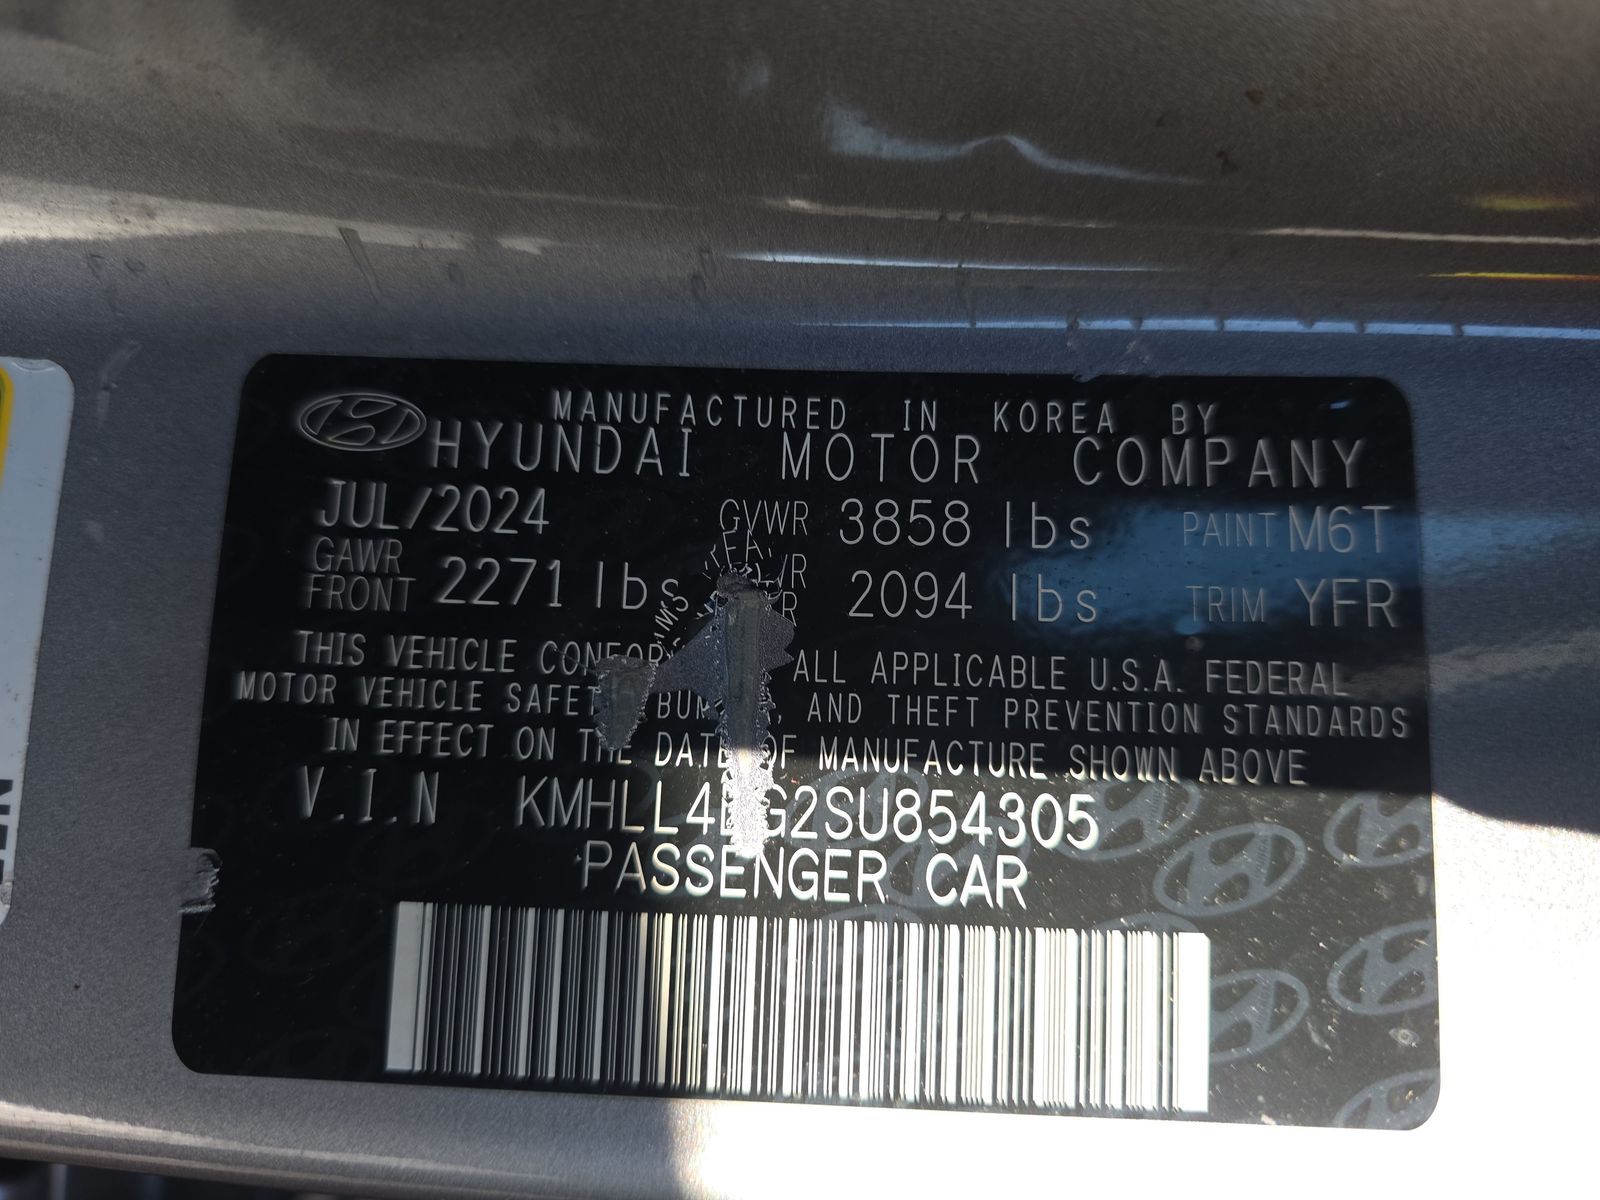 MANUFACTURED IN KOREA BY
HYUNDAI MOTOR COMPANY
JUL/2024 GVWR 3858 lbs PAINT M6T
GAWR FRONT 2271 lbs 2094 lbs TRIM YFR
THIS VEHICLE ALL APPLICABLE U.S.A. FEDERAL
MOTOR VEHICLE AND THEFT PREVENTION STANDARDS
IN EFFECT ON THE DATE OF MANUFACTURE SHOWN ABOVE
V.I.N
PASSENGER CAR